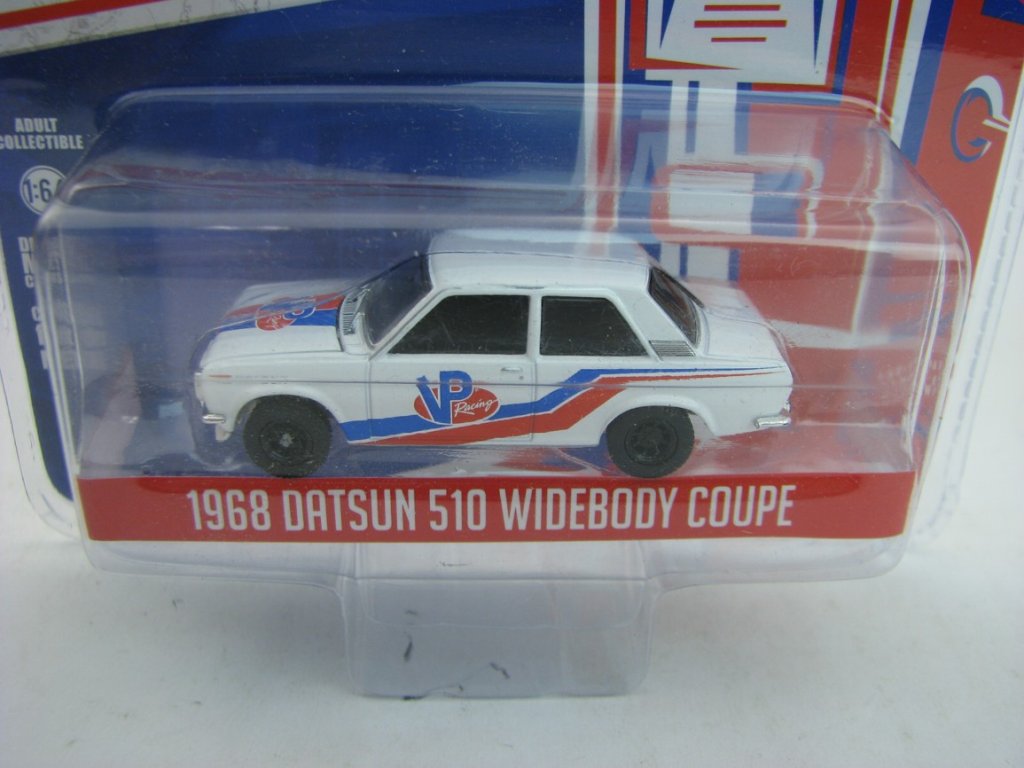 ADULT
COLLECTIBLE
1:64
VP
Racing
1968 DATSUN 510 WIDEBODY COUPE